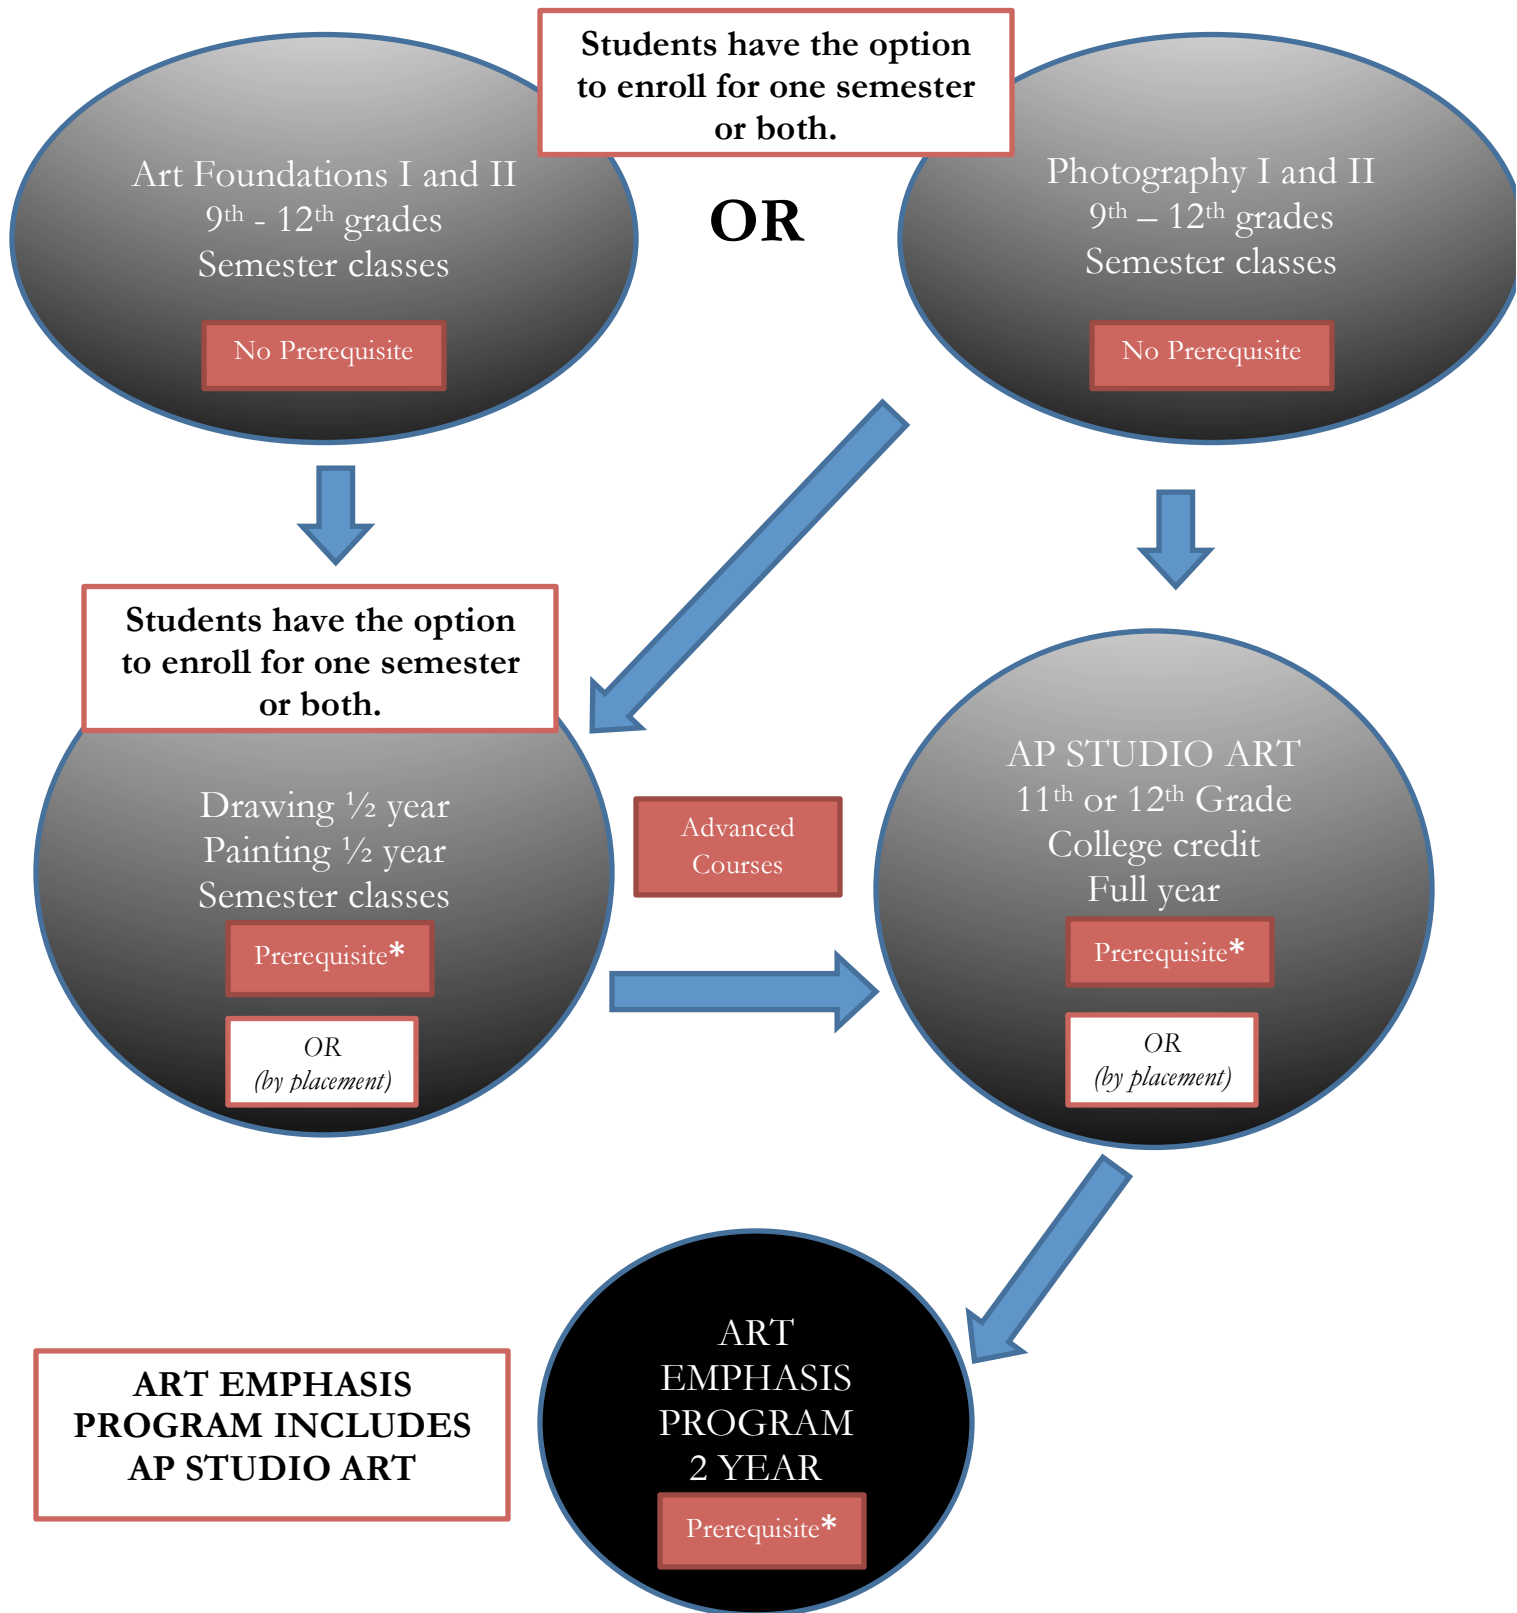 Students have the option
to enroll for one semester
or both.
Art Foundations I and II
9th - 12th grades
Semester classes
No Prerequisite
OR
Photography I and II
9th – 12th grades
Semester classes
No Prerequisite
Students have the option
to enroll for one semester
or both.
Drawing ½ year
Painting ½ year
Semester classes
Prerequisite*
OR
(by placement)
Advanced
Courses
AP STUDIO ART
11th or 12th Grade
College credit
Full year
Prerequisite*
OR
(by placement)
ART EMPHASIS
PROGRAM INCLUDES
AP STUDIO ART
ART
EMPHASIS
PROGRAM
2 YEAR
Prerequisite*